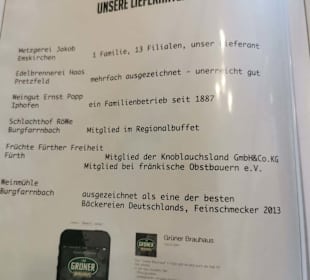 UNSERE LIEFERANTEN
Metzgerei Jakob
Emskirchen
1 Familie, 13 Filialen, unser Lieferant
Edelbrennerei Haas
Pretzfeld
mehrfach ausgezeichnet - unerreicht gut
Weingut Ernst Popp
Iphofen
ein Familienbetrieb seit 1887
Schlachthof Röwe
Burgfarrnbach
Mitglied im Regionalbuffet
Früchte Fürther Freiheit
Fürth
Mitglied der Knoblauchsland GmbH&Co.KG
Mitglied bei fränkische Obstbauern e.V.
Weinmühle
Burgfarrnbach
ausgezeichnet als eine der besten
Bäckereien Deutschlands, Feinschmecker 2013
GRÜNER
BRAUHAUS
GRÜNER
Grüner Brauhaus